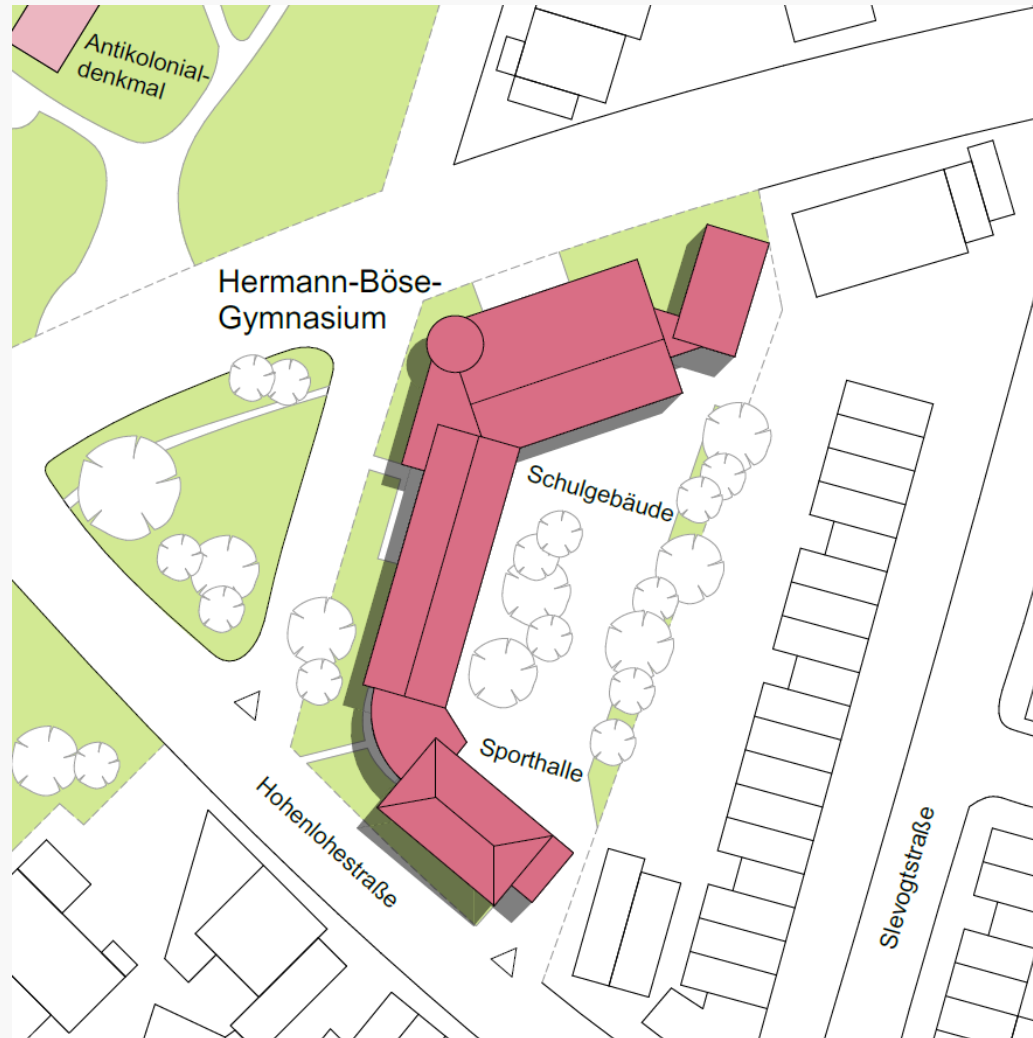 Antikolonial-
denkmal
Hermann-Böse-
Gymnasium
Schulgebäude
Sporthalle
Hohenlohestraße
Slevogtstraße